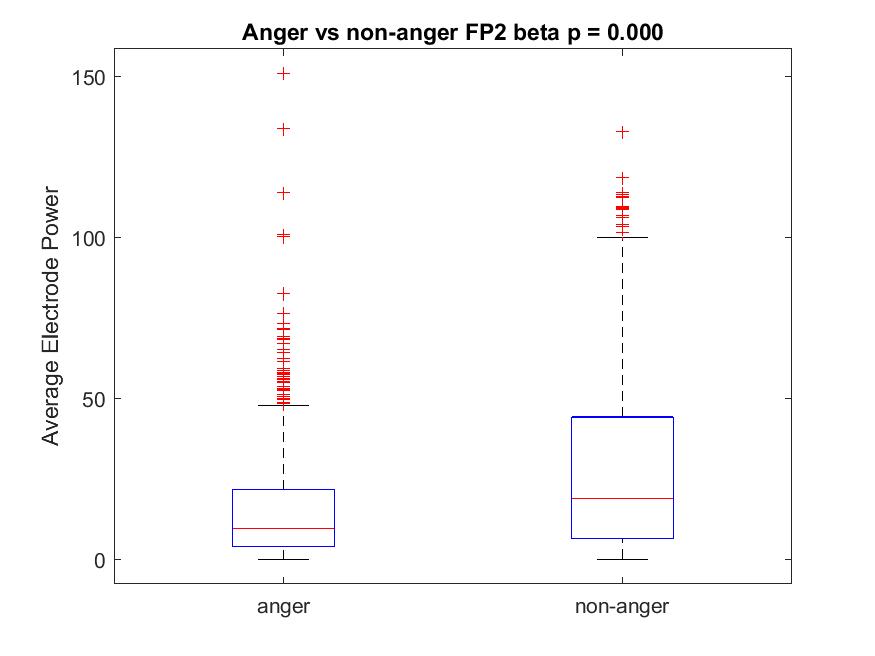 Anger vs non-anger FP2 beta p = 0.000
Average Electrode Power
150
100
50
0
anger
non-anger